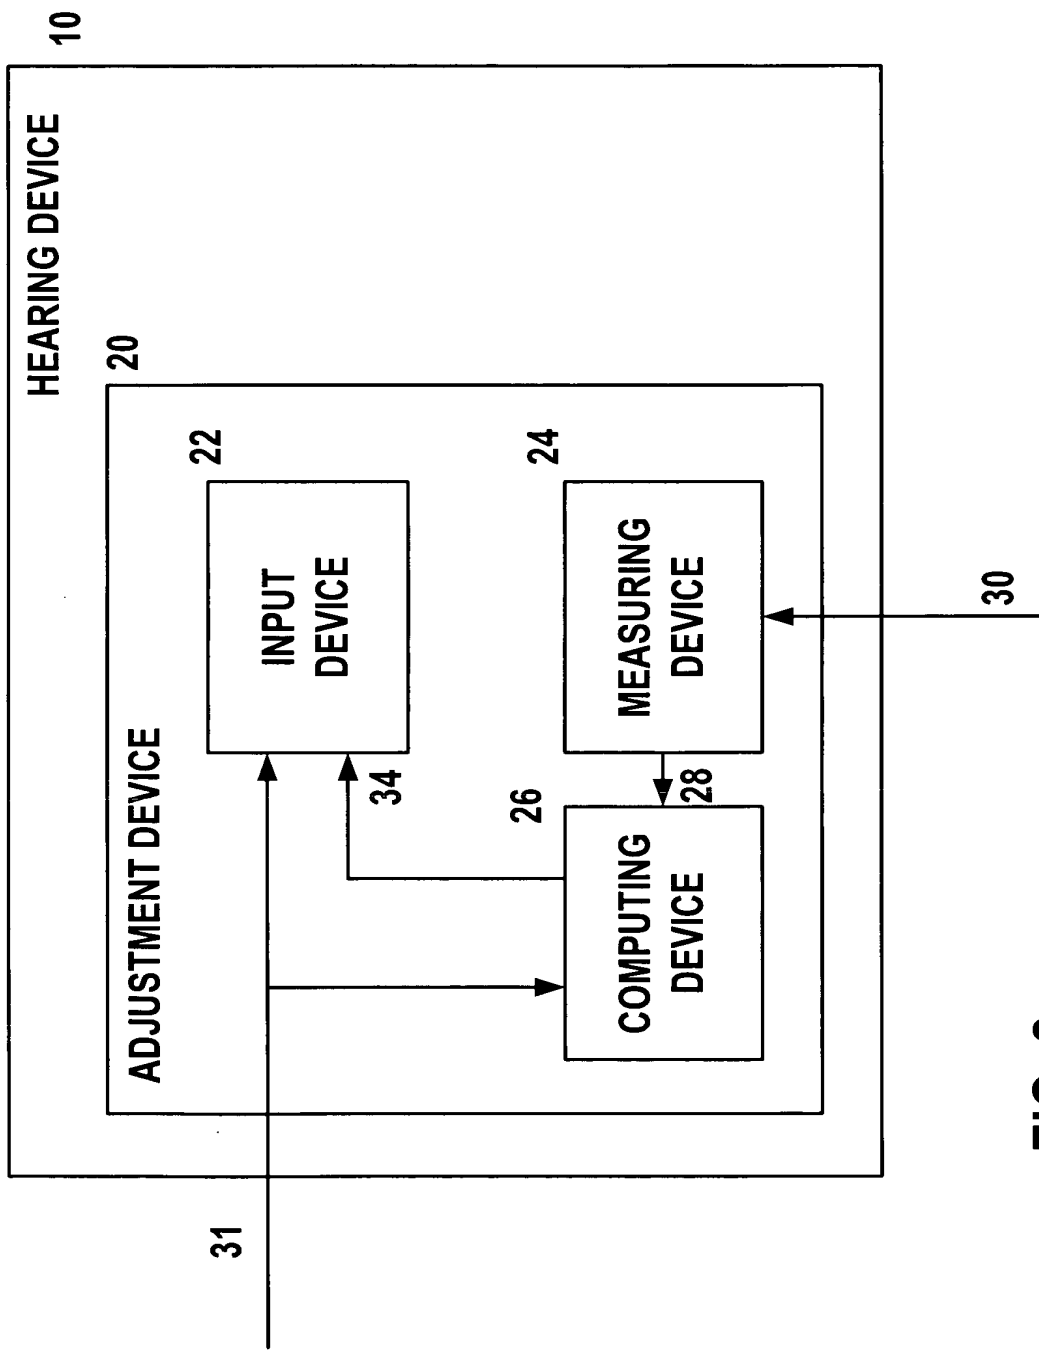 HEARING DEVICE
10
ADJUSTMENT DEVICE
20
31
22
INPUT
DEVICE
34
26
24
COMPUTING
DEVICE
28
MEASURING
DEVICE
30
FIG.